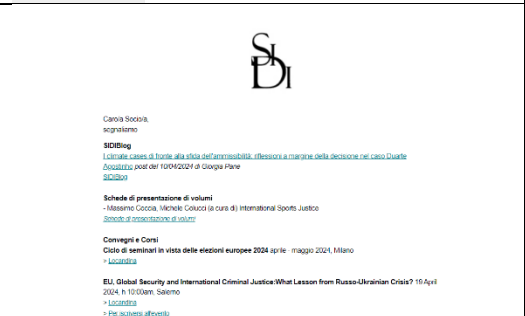 SIDI
Caro/a Socio/a,
segnaliamo
SIDIBlog
I climate cases di fronte alla sfida dell'ammissibilità: riflessioni a margine della decisione nel caso Duarte
Agostinho post del 10/04/2024 di Giorgia Pane
SIDIBlog
Schede di presentazione di volumi
- Massimo Coccia, Michele Colucci (a cura di) International Sports Justice
Schede di presentazione di volumi
Convegni e Corsi
Ciclo di seminari in vista delle elezioni europee 2024 aprile - maggio 2024, Milano
> Locandina
EU, Global Security and International Criminal Justice:What Lesson from Russo-Ukrainian Crisis? 19 April
2024, h 10:00am, Salerno
> Locandina
> Per iscriversi all'evento